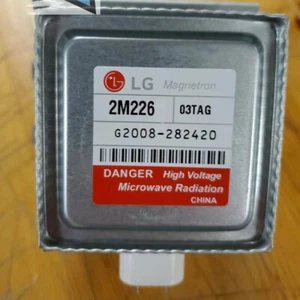 LG Magnetron
2M226 03TAG
G2008-282420
DANGER High Voltage
Microwave Radiation
CHINA